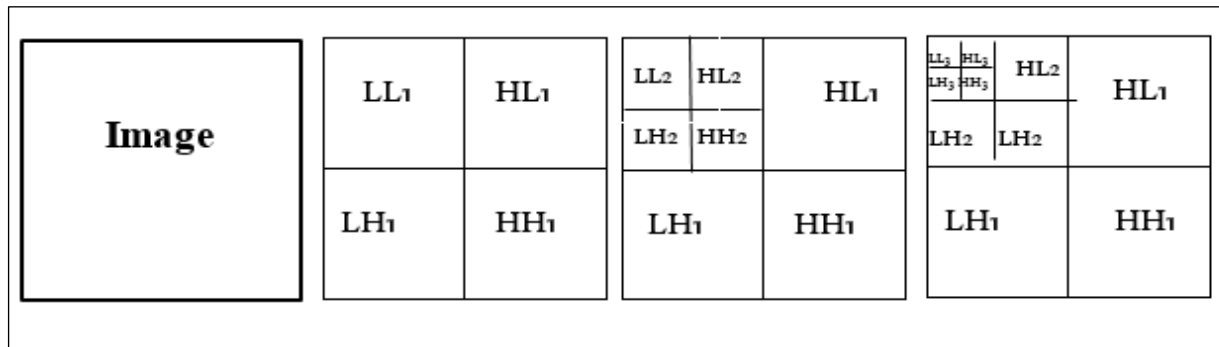 Image
LL₁ HL₁
LH₁ HH₁
LL₂ HL₂
HL₁
LH₂ HH₂
LH₁ HH₁
LL₃ HL₃
HL₂
LH₃ HH₃
HL₁
LH₂ LH₂
LH₁ HH₁